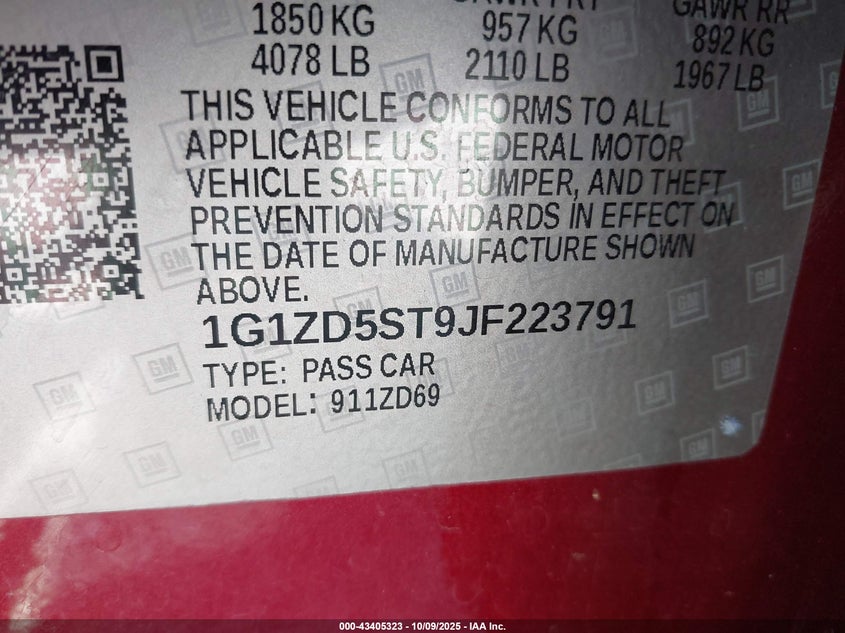 GAWR RR
1850 KG 957 KG 892 KG
4078 LB 2110 LB 1967 LB
THIS VEHICLE CONFORMS TO ALL
APPLICABLE U.S. FEDERAL MOTOR
VEHICLE SAFETY, BUMPER, AND THEFT
PREVENTION STANDARDS IN EFFECT ON
THE DATE OF MANUFACTURE SHOWN
ABOVE.
1G1ZD5ST9JF223791
TYPE: PASS CAR
MODEL: 911ZD69
000-43405323 - 10/09/2025 - IAA Inc.